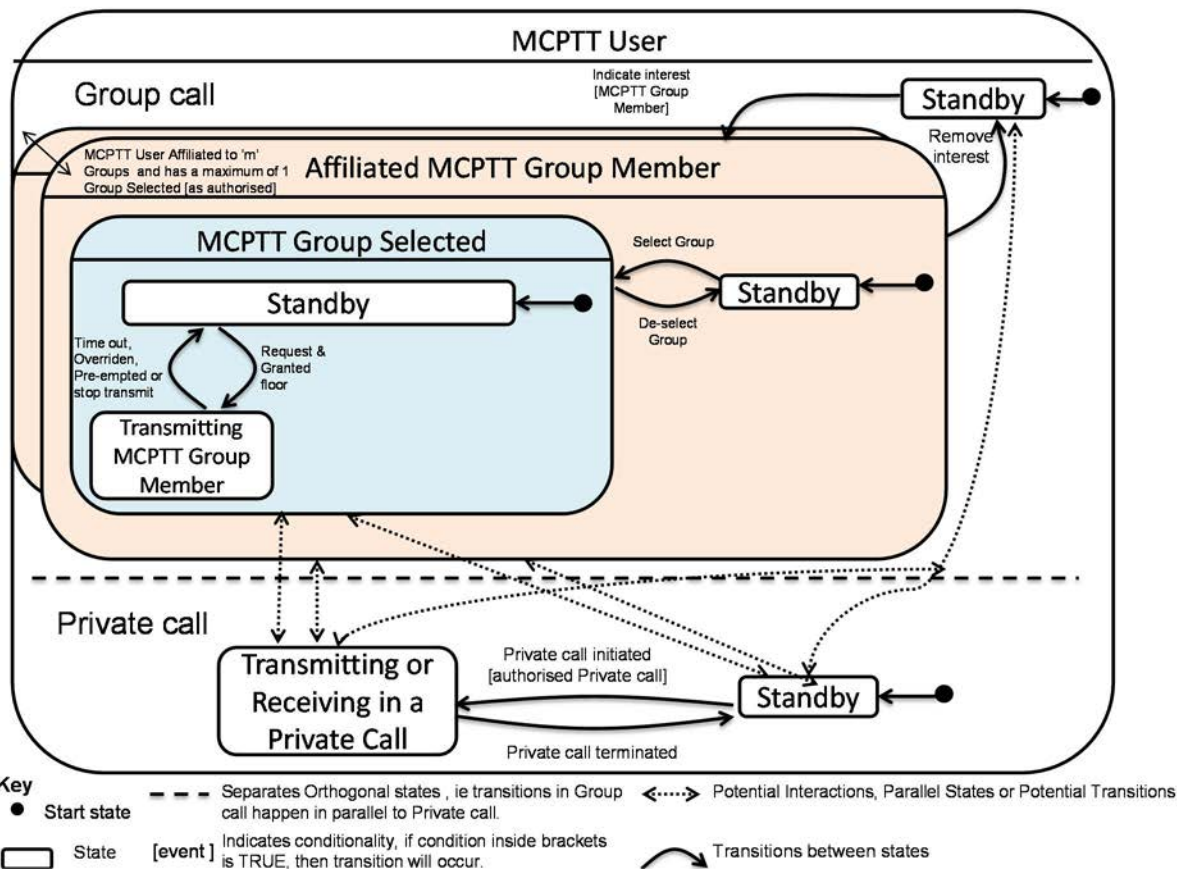 MCPTT User
Group call
Indicate interest
[MCPTT Group
Member]
Standby
Remove
interest
MCPTT User Affiliated to 'm'
Groups and has a maximum of 1
Group Selected [as authorised]
Affiliated MCPTT Group Member
MCPTT Group Selected
Select Group
Standby
Standby
De-select
Group
Time out,
Overriden,
Pre-empted or
stop transmit
Request &
Granted
floor
Transmitting
MCPTT Group
Member
Private call
Transmitting or
Receiving in a
Private Call
Private call initiated
[authorised Private call]
Standby
Private call terminated
Key
Start state
Separates Orthogonal states , ie transitions in Group
call happen in parallel to Private call.
Potential Interactions, Parallel States or Potential Transitions
State
[event ]
Indicates conditionality, if condition inside brackets
is TRUE, then transition will occur.
Transitions between states